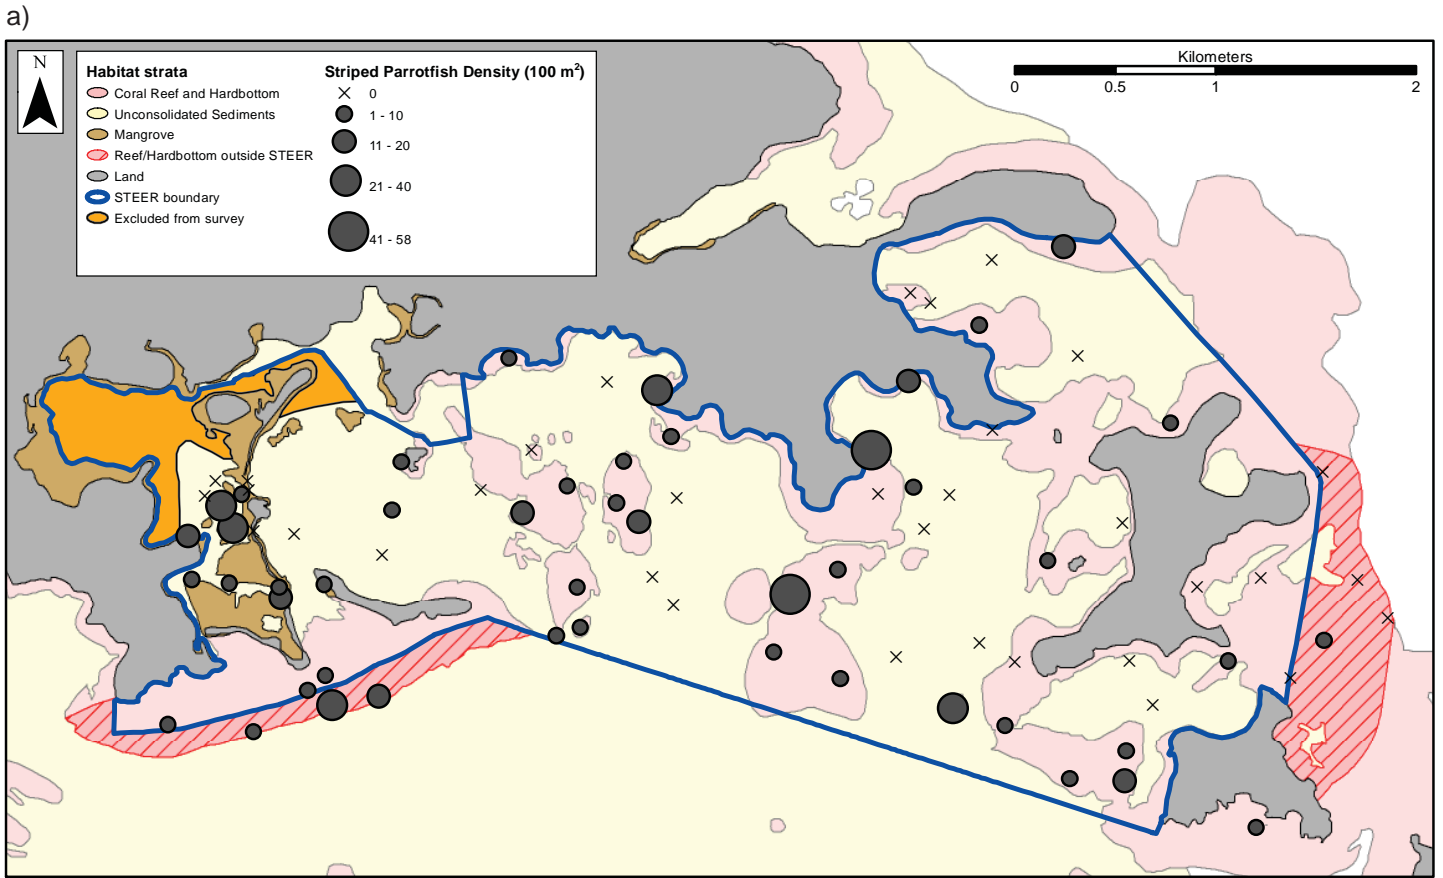 a)
N
Habitat strata
Coral Reef and Hardbottom
Unconsolidated Sediments
Mangrove
Reef/Hardbottom outside STEER
Land
STEER boundary
Excluded from survey
Striped Parrotfish Density (100 m²)
0
1 - 10
11 - 20
21 - 40
41 - 58
Kilometers
0 0.5 1 2